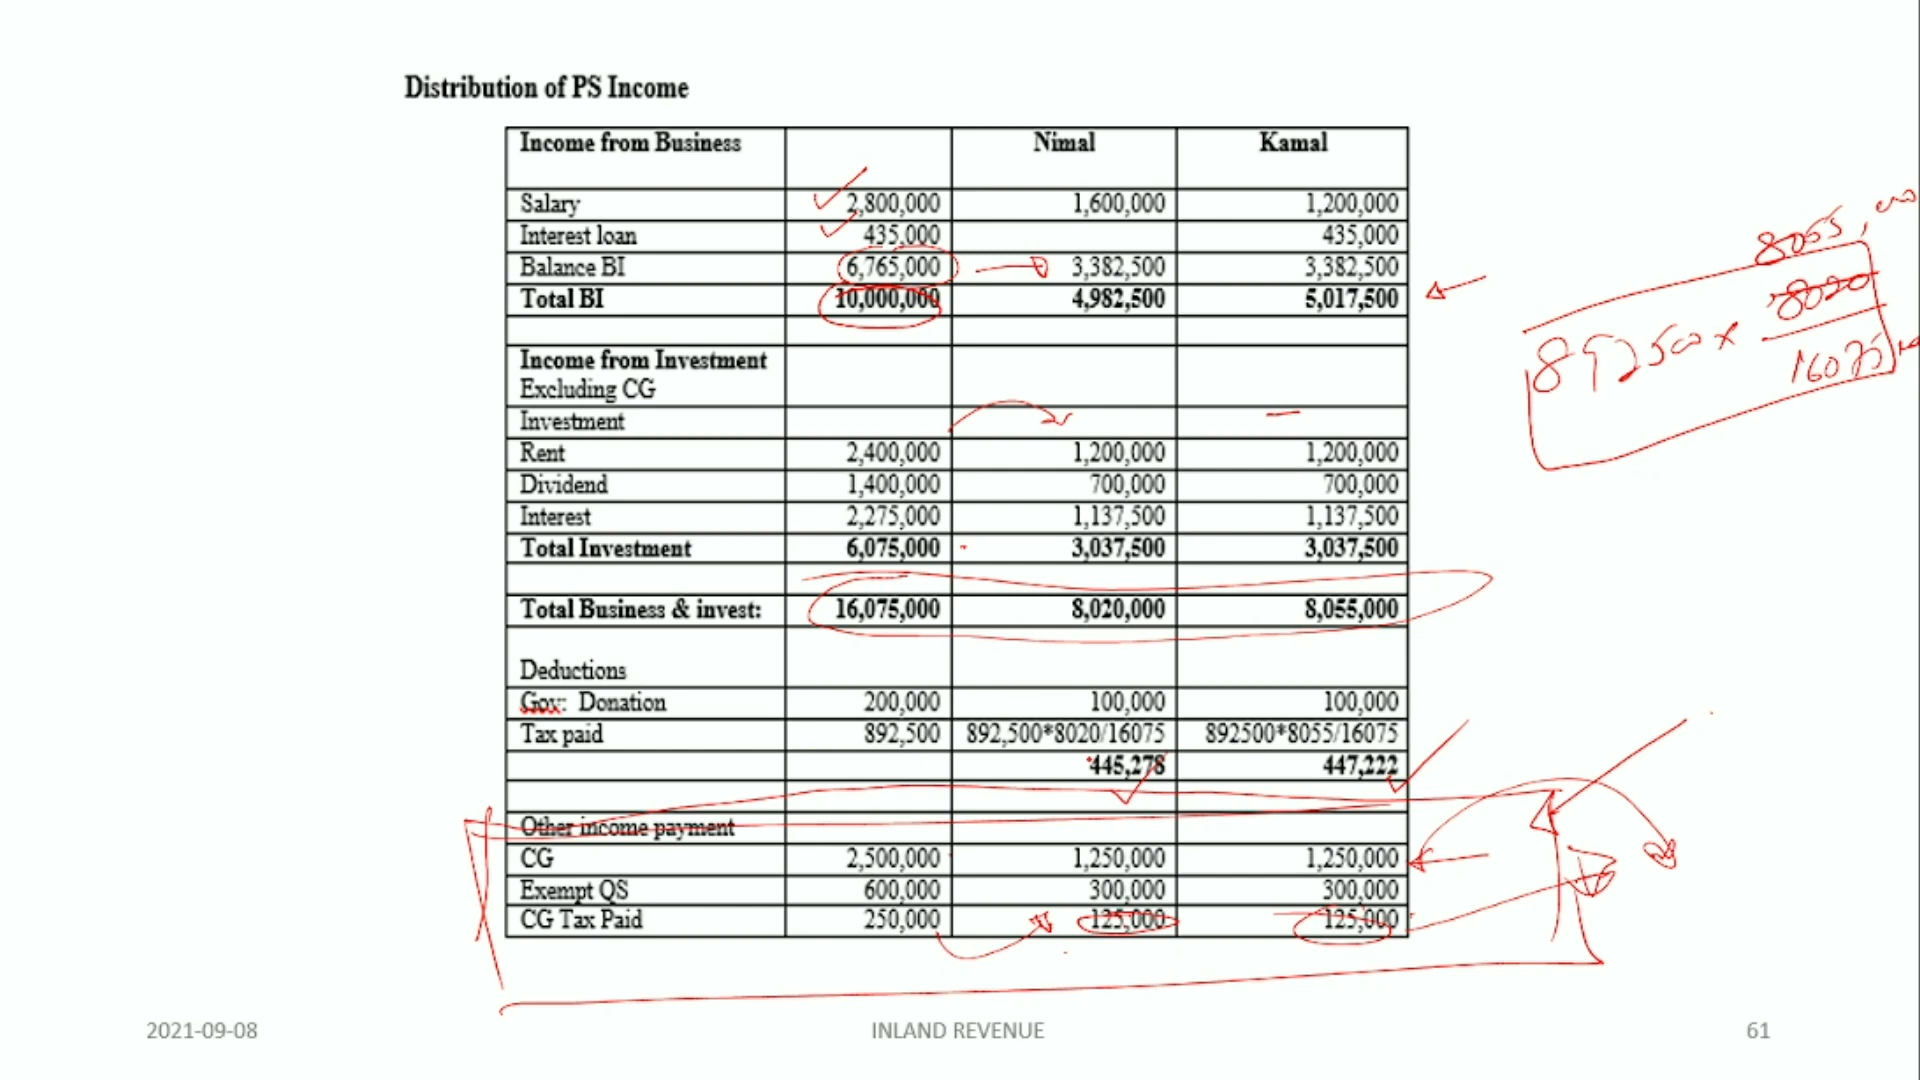 Distribution of PS Income
Income from Business Nimal Kamal
Salary 2,800,000 1,600,000 1,200,000
Interest loan 435,000 435,000
Balance BI 6,765,000 3,382,500 3,382,500
Total BI 10,000,000 4,982,500 5,017,500
Income from Investment
Excluding CG
Investment
Rent 2,400,000 1,200,000 1,200,000
Dividend 1,400,000 700,000 700,000
Interest 2,275,000 1,137,500 1,137,500
Total Investment 6,075,000 3,037,500 3,037,500
Total Business & invest: 16,075,000 8,020,000 8,055,000
Deductions
Gov: Donation 200,000 100,000 100,000
Tax paid 892,500 892,500*8020/16075 892500*8055/16075
445,278 447,222
Other income payment
CG 2,500,000 1,250,000 1,250,000
Exempt QS 600,000 300,000 300,000
CG Tax Paid 250,000 125,000 125,000
8055,
8020
892500 x
16075
2021-09-08 INLAND REVENUE 61